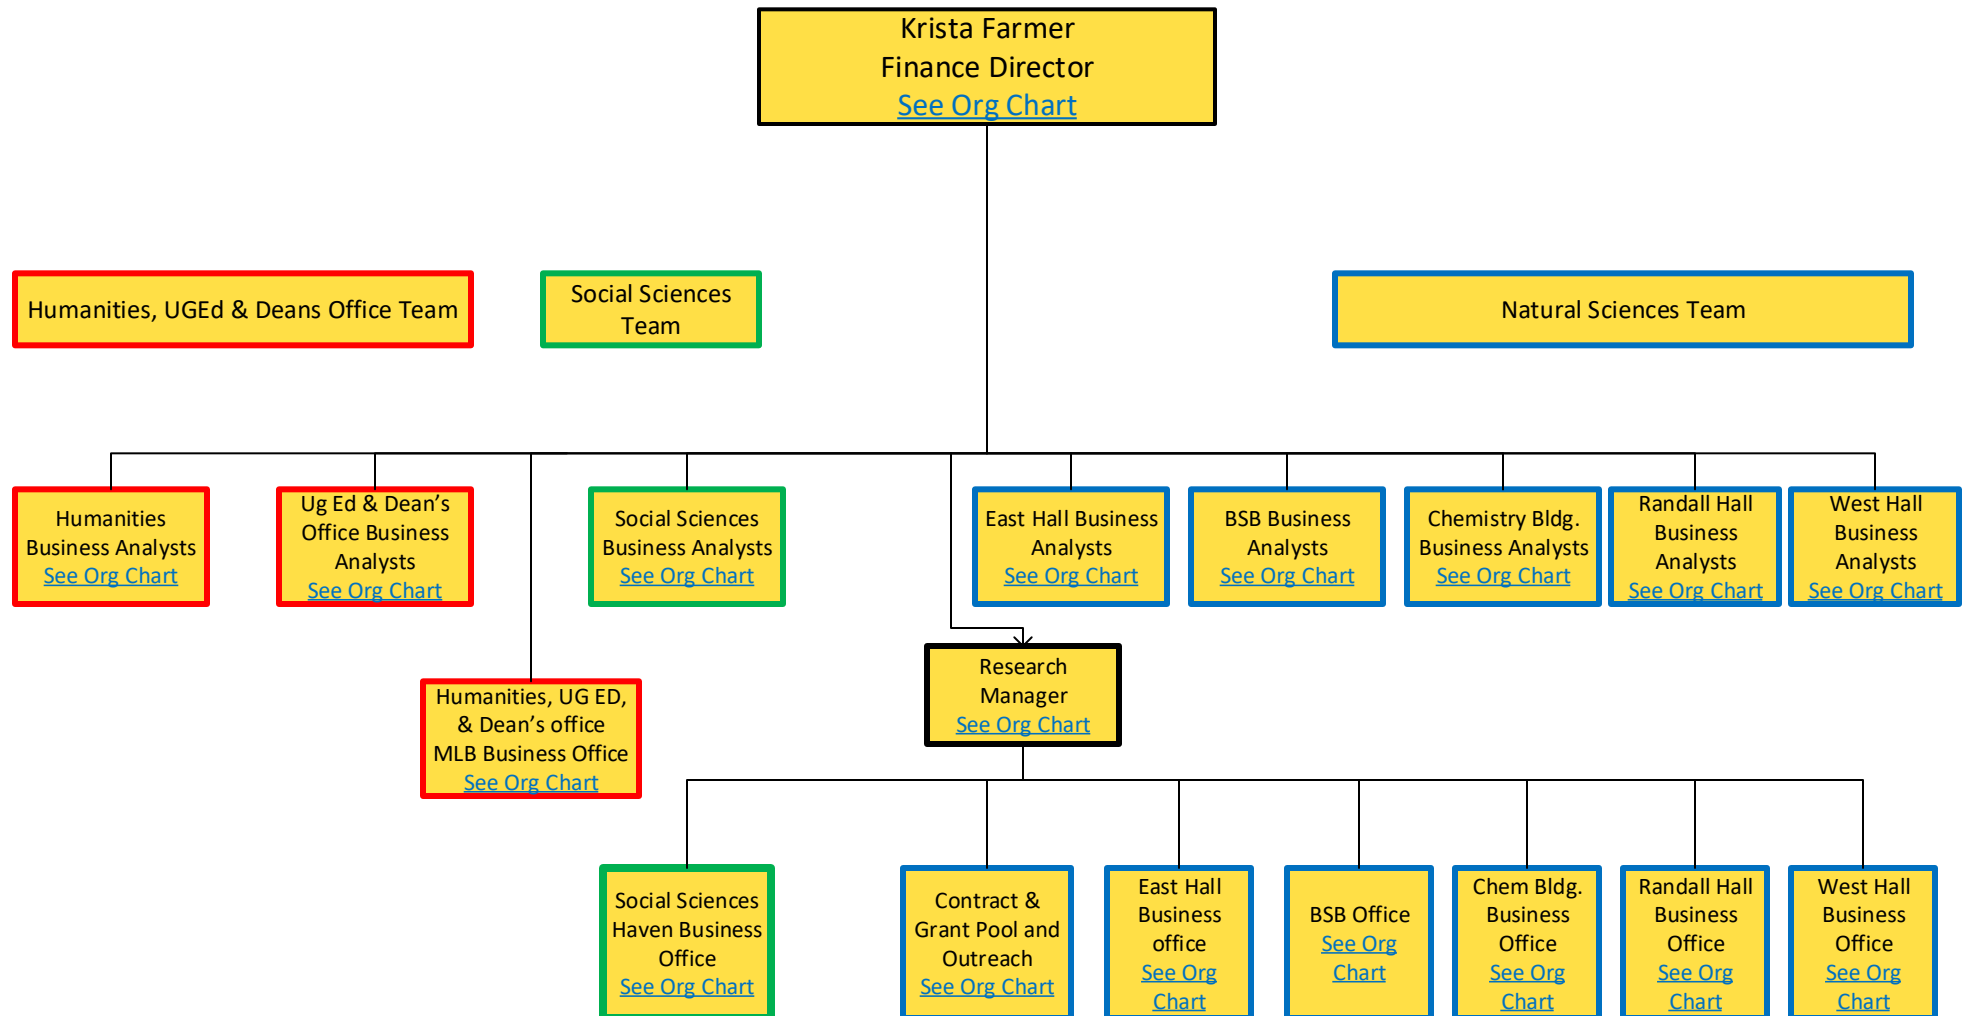 Krista Farmer
Finance Director
See Org Chart
Humanities, UGEd & Deans Office Team
Social Sciences
Team
Natural Sciences Team
Humanities
Business Analysts
See Org Chart
Ug Ed & Dean’s
Office Business
Analysts
See Org Chart
Social Sciences
Business Analysts
See Org Chart
East Hall Business
Analysts
See Org Chart
BSB Business
Analysts
See Org Chart
Chemistry Bldg.
Business Analysts
See Org Chart
Randall Hall
Business
Analysts
See Org Chart
West Hall
Business
Analysts
See Org Chart
Humanities, UG ED,
& Dean’s office
MLB Business Office
See Org Chart
Research
Manager
See Org Chart
Social Sciences
Haven Business
Office
See Org Chart
Contract &
Grant Pool and
Outreach
See Org Chart
East Hall
Business
office
See Org
Chart
BSB Office
See Org
Chart
Chem Bldg.
Business
Office
See Org
Chart
Randall Hall
Business
Office
See Org
Chart
West Hall
Business
Office
See Org
Chart